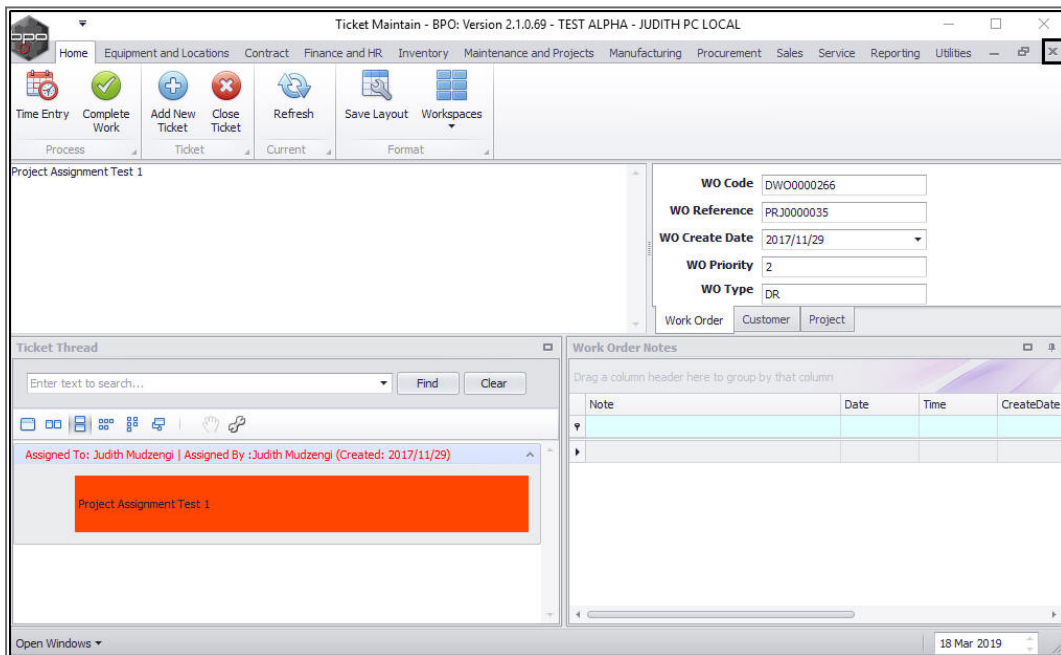 Ticket Maintain - BPO: Version 2.1.0.69 - TEST ALPHA - JUDITH PC LOCAL
bpo
Home Equipment and Locations Contract Finance and HR Inventory Maintenance and Projects Manufacturing Procurement Sales Service Reporting Utilities
Time Entry Complete Work Add New Ticket Close Ticket Refresh Save Layout Workspaces
Process Ticket Current Format
Project Assignment Test 1
WO Code DWO0000266
WO Reference PRJ0000035
WO Create Date 2017/11/29
WO Priority 2
WO Type DR
Work Order Customer Project
Ticket Thread
Enter text to search... Find Clear
Assigned To: Judith Mudzengi | Assigned By :Judith Mudzengi (Created: 2017/11/29)
Project Assignment Test 1
Work Order Notes
Drag a column header here to group by that column
Note Date Time CreateDate
Open Windows 18 Mar 2019